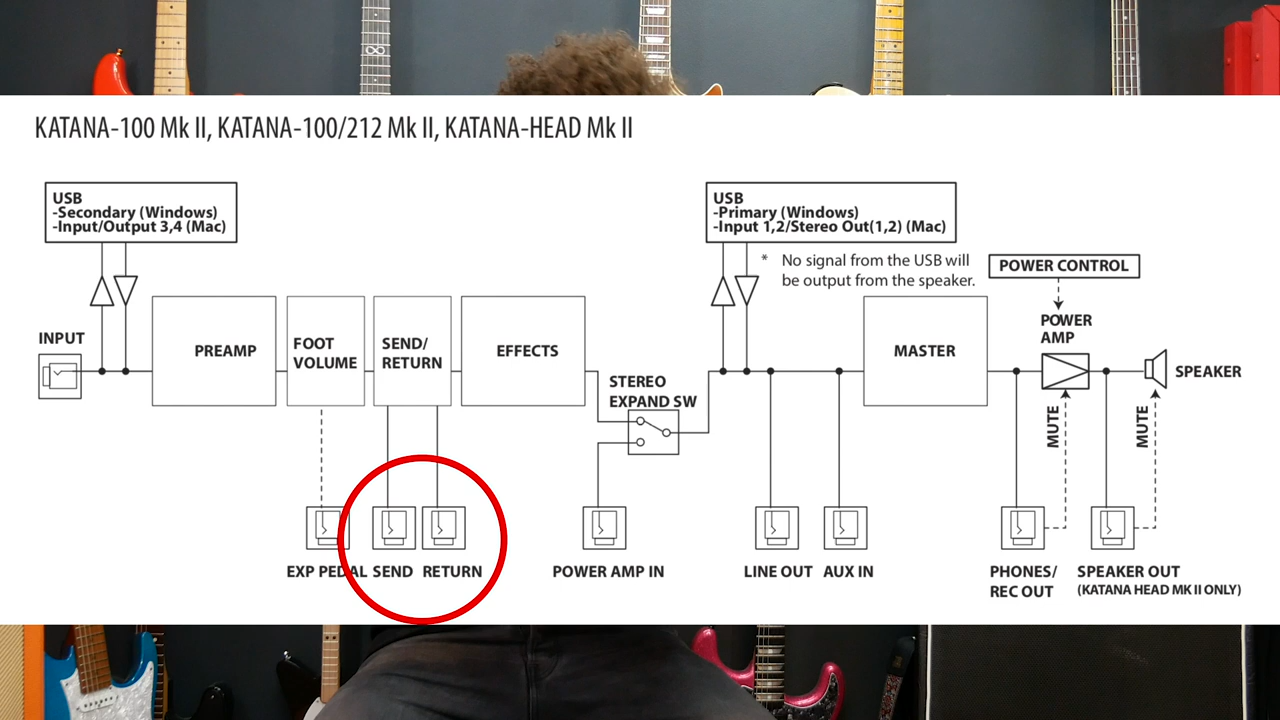 KATANA-100 Mk II, KATANA-100/212 Mk II, KATANA-HEAD Mk II
USB
-Secondary (Windows)
-Input/Output 3,4 (Mac)
USB
-Primary (Windows)
-Input 1,2/Stereo Out(1,2) (Mac)
* No signal from the USB will
be output from the speaker.
POWER CONTROL
INPUT
PREAMP
FOOT
VOLUME
SEND/
RETURN
EFFECTS
STEREO
EXPAND SW
MASTER
POWER
AMP
SPEAKER
MUTE
MUTE
EXP PEDAL
SEND
RETURN
POWER AMP IN
LINE OUT
AUX IN
PHONES/
REC OUT
SPEAKER OUT
(KATANA HEAD MK II ONLY)